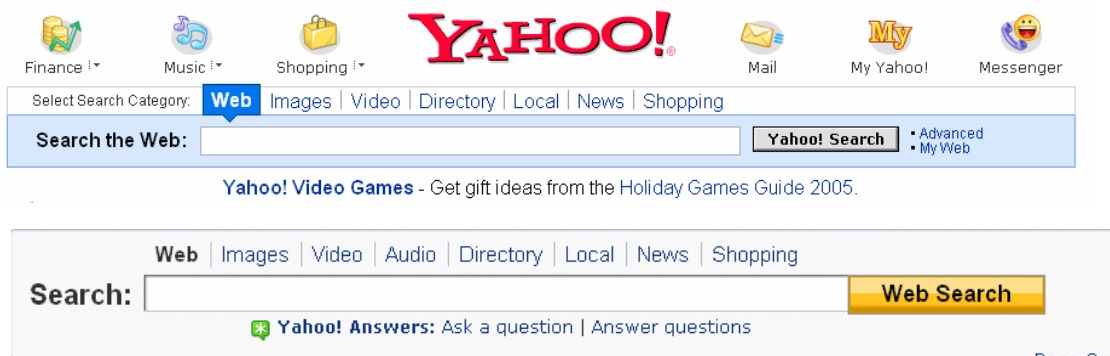 YAHOO! ®
My
Finance Music Shopping Mail My Yahoo! Messenger
Select Search Category: Web Images | Video | Directory | Local | News | Shopping
Search the Web: Yahoo! Search • Advanced
• My Web
Yahoo! Video Games - Get gift ideas from the Holiday Games Guide 2005.
Web | Images | Video | Audio | Directory | Local | News | Shopping
Search: Web Search
Yahoo! Answers: Ask a question | Answer questions